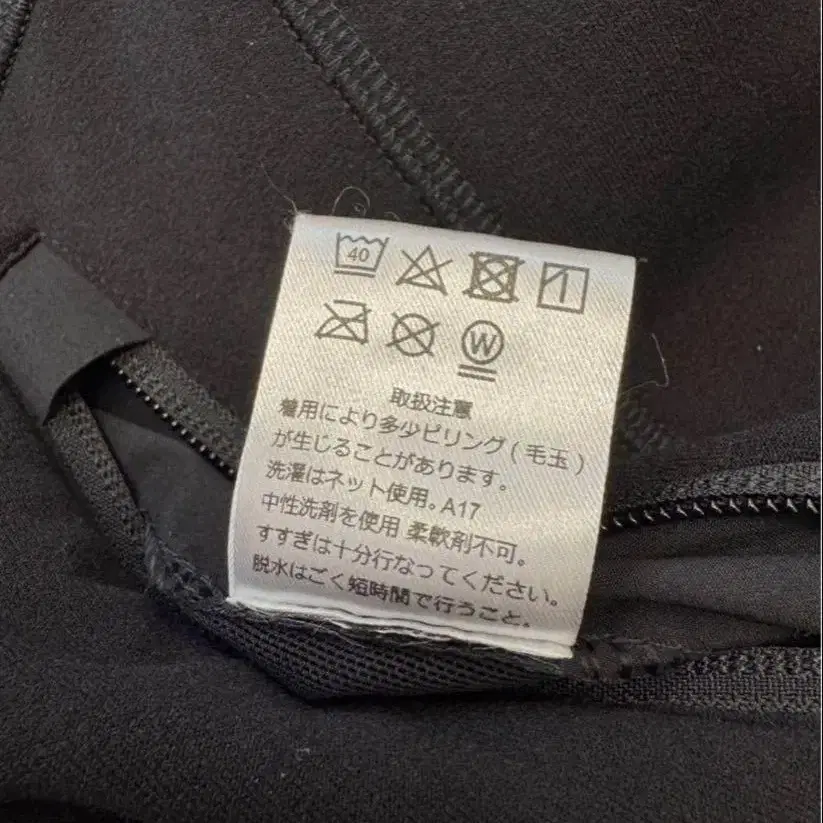 40
W
取扱注意
着用により多少ピリング(毛玉)
が生じることがあります。
洗濯はネット使用。A17
中性洗剤を使用 柔軟剤不可。
すすぎは十分行なってください。
脱水はごく短時間で行うこと。